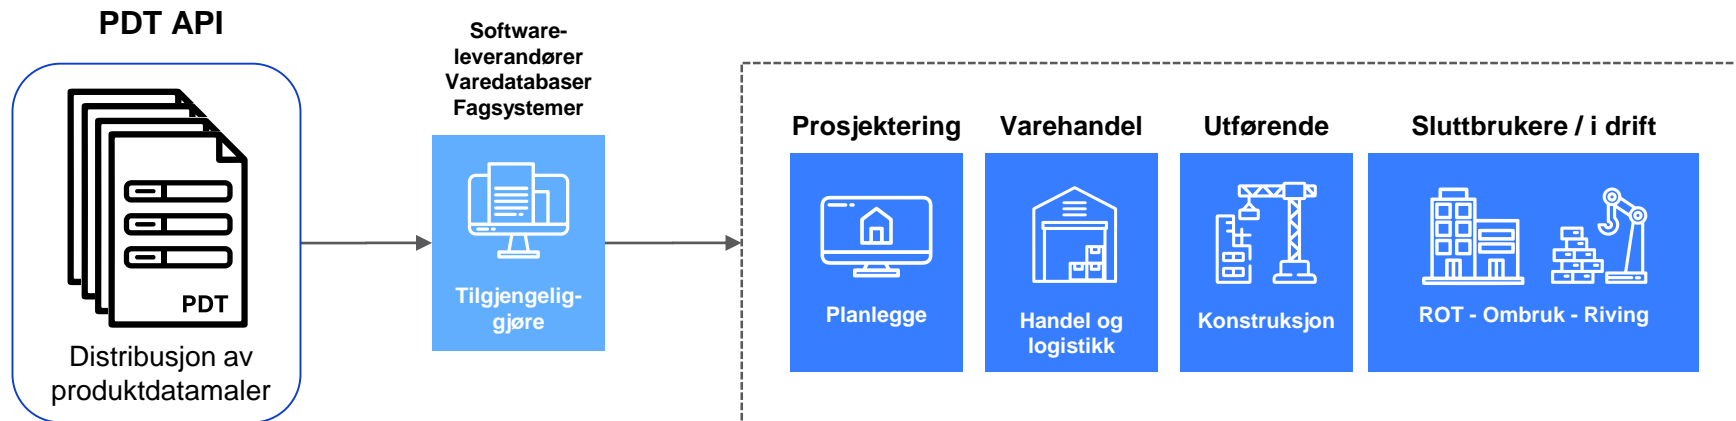 PDT API
PDT
Distribusjon av
produktdatamaler
Software-
leverandører
Varedatabaser
Fagsystemer
Tilgjengelig-
gjøre
Prosjektering
Planlegge
Varehandel
Handel og
logistikk
Utførende
Konstruksjon
Sluttbrukere / i drift
ROT - Ombruk - Riving